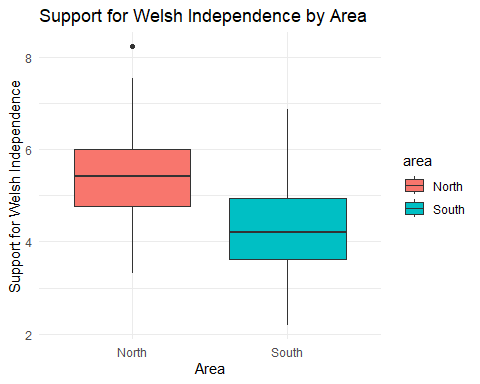 Support for Welsh Independence by Area
Support for Welsh Independence
8
6
4
2
North
South
Area
area
North
South